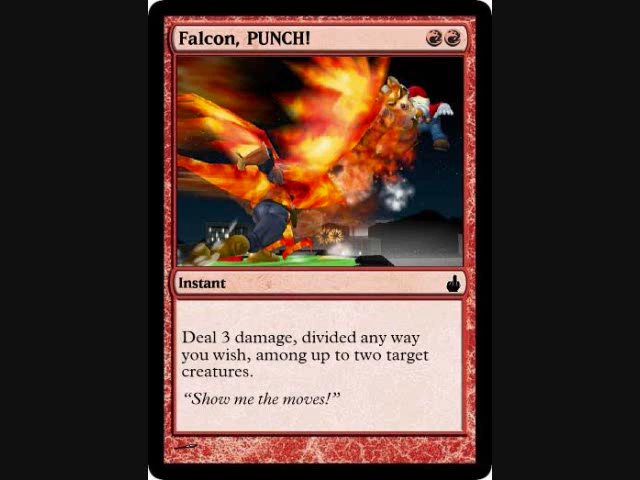 Falcon, PUNCH!
Instant
Deal 3 damage, divided any way
you wish, among up to two target
creatures.
“Show me the moves!”